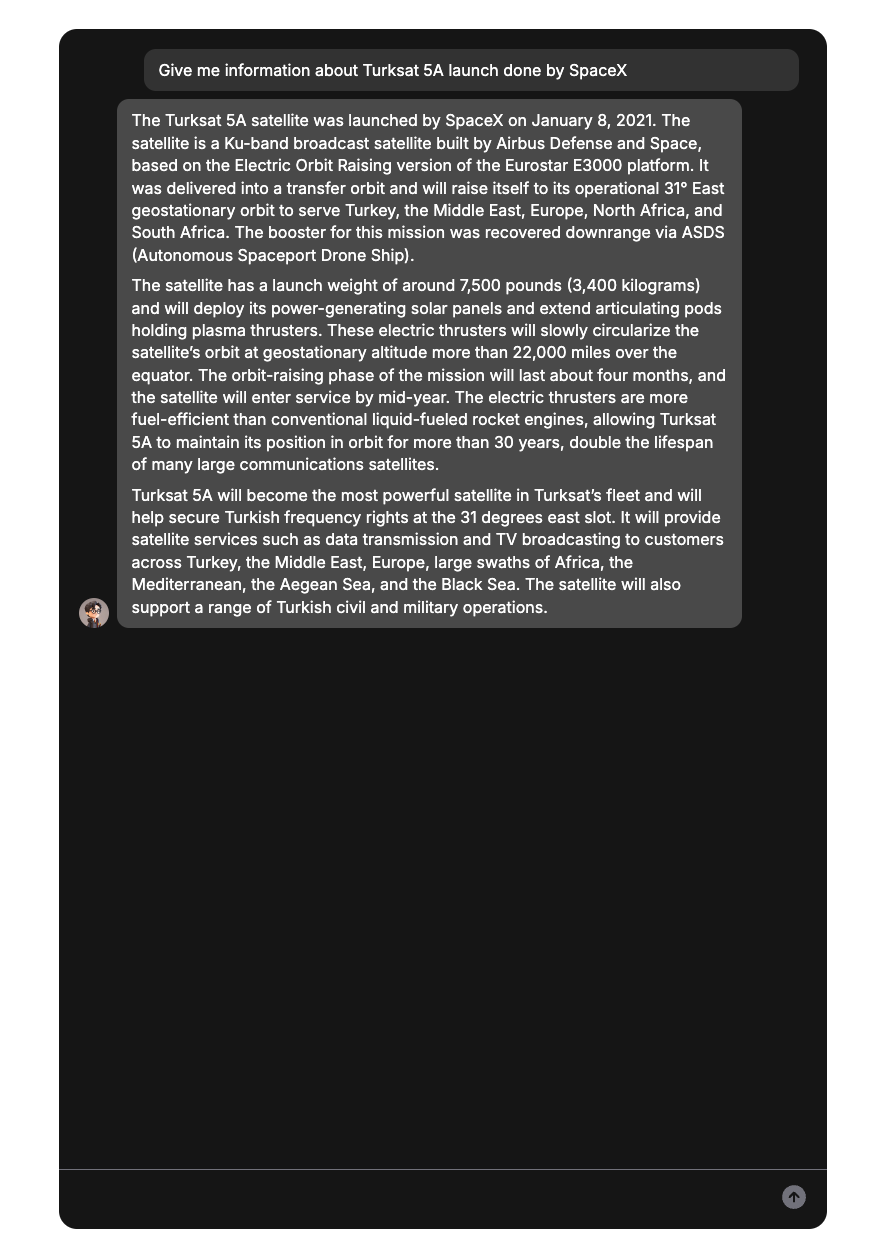 Give me information about Turksat 5A launch done by SpaceX
The Turksat 5A satellite was launched by SpaceX on January 8, 2021. The
satellite is a Ku-band broadcast satellite built by Airbus Defense and Space,
based on the Electric Orbit Raising version of the Eurostar E3000 platform. It
was delivered into a transfer orbit and will raise itself to its operational 31° East
geostationary orbit to serve Turkey, the Middle East, Europe, North Africa, and
South Africa. The booster for this mission was recovered downrange via ASDS
(Autonomous Spaceport Drone Ship).
The satellite has a launch weight of around 7,500 pounds (3,400 kilograms)
and will deploy its power-generating solar panels and extend articulating pods
holding plasma thrusters. These electric thrusters will slowly circularize the
satellite’s orbit at geostationary altitude more than 22,000 miles over the
equator. The orbit-raising phase of the mission will last about four months, and
the satellite will enter service by mid-year. The electric thrusters are more
fuel-efficient than conventional liquid-fueled rocket engines, allowing Turksat
5A to maintain its position in orbit for more than 30 years, double the lifespan
of many large communications satellites.
Turksat 5A will become the most powerful satellite in Turksat’s fleet and will
help secure Turkish frequency rights at the 31 degrees east slot. It will provide
satellite services such as data transmission and TV broadcasting to customers
across Turkey, the Middle East, Europe, large swaths of Africa, the
Mediterranean, the Aegean Sea, and the Black Sea. The satellite will also
support a range of Turkish civil and military operations.